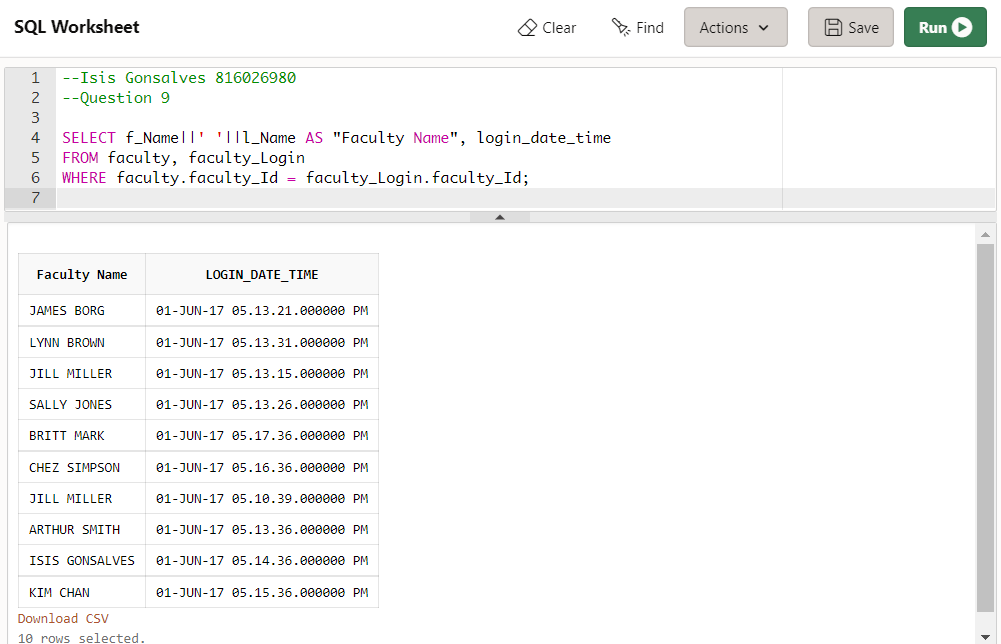 SQL Worksheet Clear Find Actions Save Run
1 --Isis Gonsalves 816026980
2 --Question 9
3
4 SELECT f_Name||' '||l_Name AS "Faculty Name", login_date_time
5 FROM faculty, faculty_Login
6 WHERE faculty.faculty_Id = faculty_Login.faculty_Id;
7
Faculty Name LOGIN_DATE_TIME
JAMES BORG 01-JUN-17 05.13.21.000000 PM
LYNN BROWN 01-JUN-17 05.13.31.000000 PM
JILL MILLER 01-JUN-17 05.13.15.000000 PM
SALLY JONES 01-JUN-17 05.13.26.000000 PM
BRITT MARK 01-JUN-17 05.17.36.000000 PM
CHEZ SIMPSON 01-JUN-17 05.16.36.000000 PM
JILL MILLER 01-JUN-17 05.10.39.000000 PM
ARTHUR SMITH 01-JUN-17 05.13.36.000000 PM
ISIS GONSALVES 01-JUN-17 05.14.36.000000 PM
KIM CHAN 01-JUN-17 05.15.36.000000 PM
Download CSV
10 rows selected.